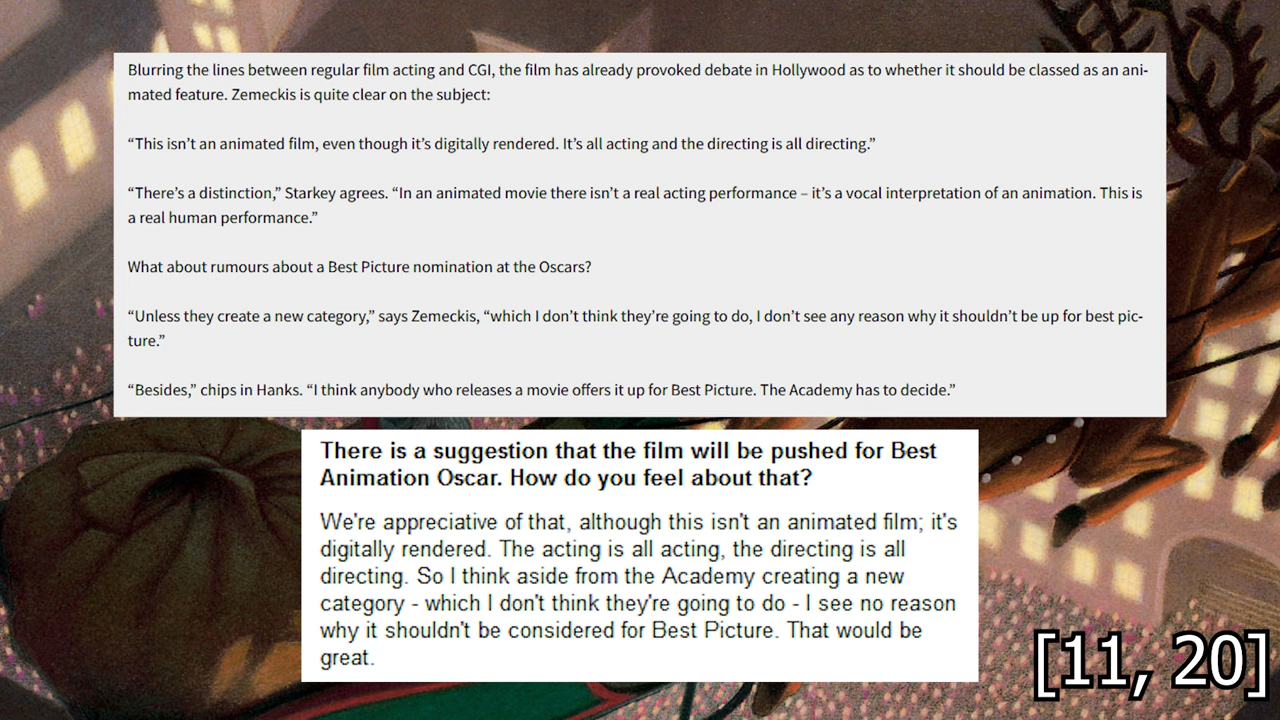 Blurring the lines between regular film acting and CGI, the film has already provoked debate in Hollywood as to whether it should be classed as an ani-
mated feature. Zemeckis is quite clear on the subject:
“This isn’t an animated film, even though it’s digitally rendered. It’s all acting and the directing is all directing.”
“There’s a distinction,” Starkey agrees. “In an animated movie there isn’t a real acting performance – it’s a vocal interpretation of an animation. This is
a real human performance.”
What about rumours about a Best Picture nomination at the Oscars?
“Unless they create a new category,” says Zemeckis, “which I don’t think they’re going to do, I don’t see any reason why it shouldn’t be up for best pic-
ture.”
“Besides,” chips in Hanks. “I think anybody who releases a movie offers it up for Best Picture. The Academy has to decide.”
There is a suggestion that the film will be pushed for Best
Animation Oscar. How do you feel about that?
We're appreciative of that, although this isn't an animated film; it's
digitally rendered. The acting is all acting, the directing is all
directing. So I think aside from the Academy creating a new
category - which I don't think they're going to do - I see no reason
why it shouldn't be considered for Best Picture. That would be
great.
[11, 20]